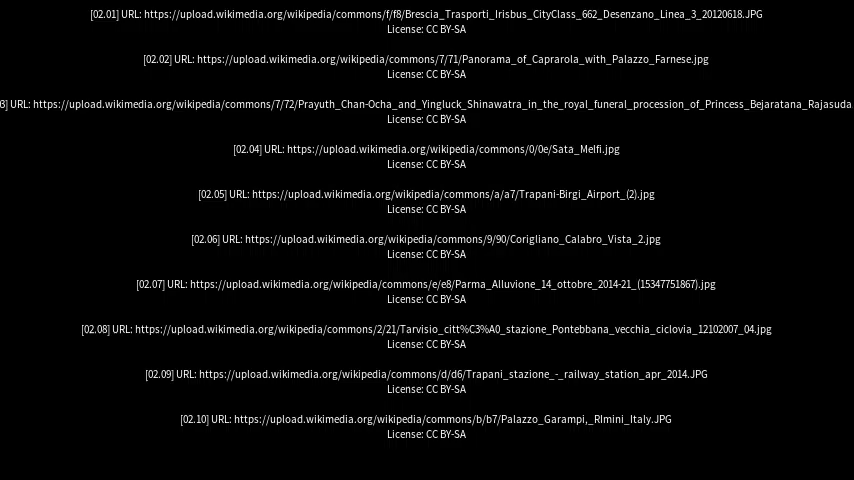 [02.01] URL: https://upload.wikimedia.org/wikipedia/commons/f/f8/Brescia_Trasporti_Irisbus_CityClass_662_Desenzano_Linea_3_20120618.JPG
License: CC BY-SA
[02.02] URL: https://upload.wikimedia.org/wikipedia/commons/7/71/Panorama_of_Caprarola_with_Palazzo_Farnese.jpg
License: CC BY-SA
3] URL: https://upload.wikimedia.org/wikipedia/commons/7/72/Prayuth_Chan-Ocha_and_Yingluck_Shinawatra_in_the_royal_funeral_procession_of_Princess_Bejaratana_Rajasuda
License: CC BY-SA
[02.04] URL: https://upload.wikimedia.org/wikipedia/commons/0/0e/Sata_Melfi.jpg
License: CC BY-SA
[02.05] URL: https://upload.wikimedia.org/wikipedia/commons/a/a7/Trapani-Birgi_Airport_(2).jpg
License: CC BY-SA
[02.06] URL: https://upload.wikimedia.org/wikipedia/commons/9/90/Corigliano_Calabro_Vista_2.jpg
License: CC BY-SA
[02.07] URL: https://upload.wikimedia.org/wikipedia/commons/e/e8/Parma_Alluvione_14_ottobre_2014-21_(15347751867).jpg
License: CC BY-SA
[02.08] URL: https://upload.wikimedia.org/wikipedia/commons/2/21/Tarvisio_citt%C3%A0_stazione_Pontebbana_vecchia_ciclovia_12102007_04.jpg
License: CC BY-SA
[02.09] URL: https://upload.wikimedia.org/wikipedia/commons/d/d6/Trapani_stazione_-_railway_station_apr_2014.JPG
License: CC BY-SA
[02.10] URL: https://upload.wikimedia.org/wikipedia/commons/b/b7/Palazzo_Garampi,_RImini_Italy.JPG
License: CC BY-SA